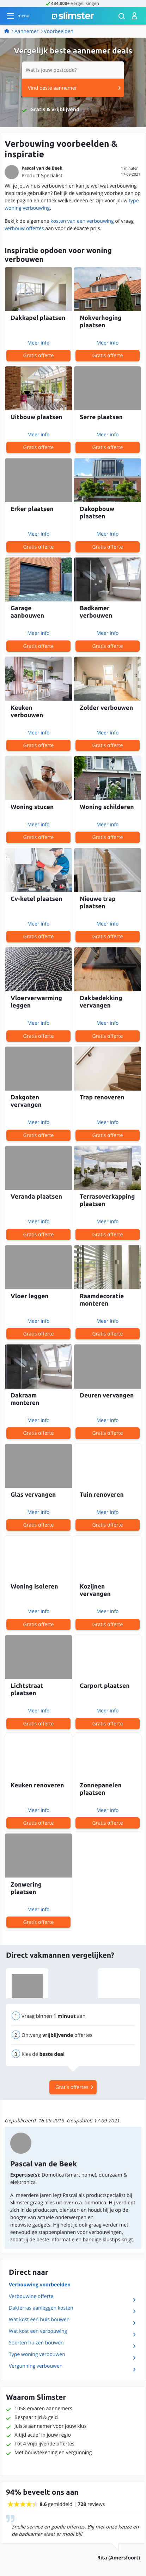 ✓ 434.000+ Vergelijkingen
menu
slimster
Aannemer
Voorbeelden
Vergelijk beste aannemer deals
Wat is jouw postcode?
Vind beste aannemer
Gratis & vrijblijvend
Verbouwing voorbeelden &
inspiratie
Pascal van de Beek
Product Specialist
1 minuten
17-09-2021
Wil je jouw huis verbouwen en kan je wat wat verbouwing
inspiratie gebruiken? Bekijk de verbouwing voorbeelden op
deze pagina en ontdek welke ideeën er zijn voor jouw type
woning verbouwing.
Bekijk de algemene kosten van een verbouwing of vraag
verbouw offertes aan om dit exacte prijs.
Inspiratie opdoen voor woning
verbouwen
Dakkapel plaatsen
Meer info
Gratis offerte
Nokverhoging
plaatsen
Meer info
Gratis offerte
Uitbouw plaatsen
Meer info
Gratis offerte
Serre plaatsen
Meer info
Gratis offerte
Erker plaatsen
Meer info
Gratis offerte
Dakopbouw
plaatsen
Meer info
Gratis offerte
Garage
aanbouwen
Meer info
Gratis offerte
Badkamer
verbouwen
Meer info
Gratis offerte
Keuken
verbouwen
Meer info
Gratis offerte
Zolder verbouwen
Meer info
Gratis offerte
Woning stucen
Meer info
Gratis offerte
Woning schilderen
Meer info
Gratis offerte
Cv-ketel plaatsen
Meer info
Gratis offerte
Nieuwe trap
plaatsen
Meer info
Gratis offerte
Vloerverwarming
leggen
Meer info
Gratis offerte
Dakbedekking
vervangen
Meer info
Gratis offerte
Dakgoten
vervangen
Meer info
Gratis offerte
Trap renoveren
Meer info
Gratis offerte
Veranda plaatsen
Meer info
Gratis offerte
Terrasoverkapping
plaatsen
Meer info
Gratis offerte
Vloer leggen
Meer info
Gratis offerte
Raamdecoratie
monteren
Meer info
Gratis offerte
Dakraam
monteren
Meer info
Gratis offerte
Deuren vervangen
Meer info
Gratis offerte
Glas vervangen
Meer info
Gratis offerte
Tuin renoveren
Meer info
Gratis offerte
Woning isoleren
Meer info
Gratis offerte
Kozijnen
vervangen
Meer info
Gratis offerte
Lichtstraat
plaatsen
Meer info
Gratis offerte
Carport plaatsen
Meer info
Gratis offerte
Keuken renoveren
Meer info
Gratis offerte
Zonnepanelen
plaatsen
Meer info
Gratis offerte
Zonwering
plaatsen
Meer info
Gratis offerte
Direct vakmannen vergelijken?
1 Vraag binnen 1 minuut aan
2 Ontvang vrijblijvende offertes
3 Kies de beste deal
Gratis offertes
Gepubliceerd: 16-09-2019 Geüpdatet: 17-09-2021
Pascal van de Beek
Expertise(s): Domotica (smart home), duurzaam &
elektronica
Al meerdere jaren legt Pascal als productspecialist bij
Slimster graag alles uit over o.a. domotica. Hij verdiept
zich in de producten, diensten en houdt hij je op de
hoogte van actuele onderwerpen en
nieuwste gadgets. Hij helpt je ook graag verder met
eenvoudige stappenplannen voor verbouwingen,
zodat jij de beste informatie en handige klustips krijgt.
Direct naar
Verbouwing voorbeelden
Verbouwing offerte
Dakterras aanleggen kosten
Wat kost een huis bouwen
Wat kost een verbouwing
Soorten huizen bouwen
Type woning verbouwen
Vergunning verbouwen
Waarom Slimster
1058 ervaren aannemers
Bespaar tijd & geld
Juiste aannemer voor jouw klus
Altijd actief in jouw regio
Tot 4 vrijblijvende offertes
Met bouwtekening en vergunning
94% beveelt ons aan
8.6 gemiddeld | 728 reviews
Snelle service en goede offertes. Blij met onze keuze en
de aannemer staat er mooi bij!
Rita (Amersfoort)